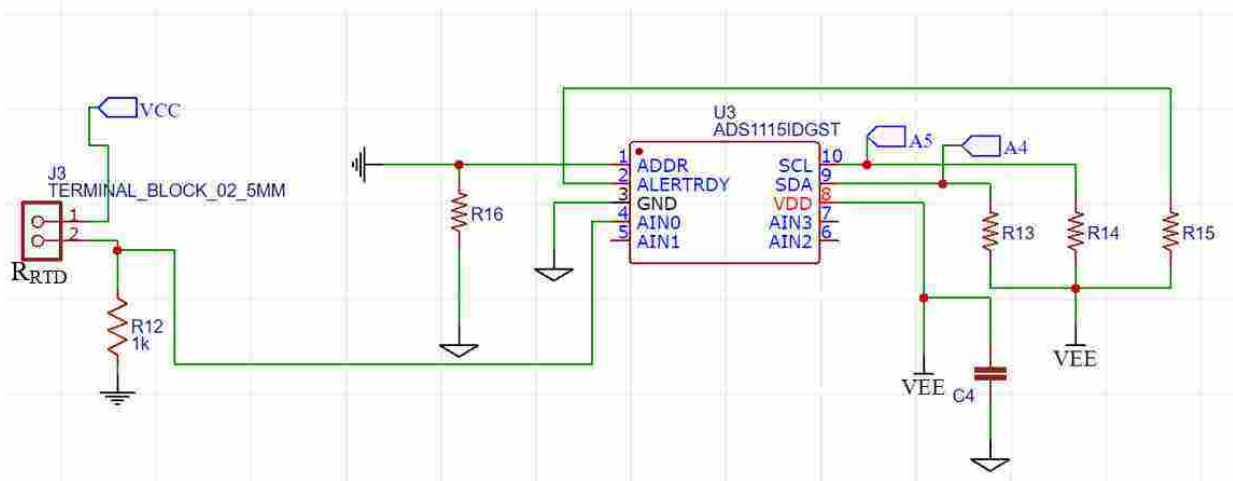 VCC
J3
TERMINAL_BLOCK_02_5MM
1
2
R_RTD
R12
1k
R16
U3
ADS1115IDGST
1 ADDR
2 ALERTRDY
3 GND
4 AIN0
5 AIN1
SCL 10
SDA 9
VDD 8
AIN3 7
AIN2 6
A5
A4
R13
R14
R15
VEE
VEE
C4